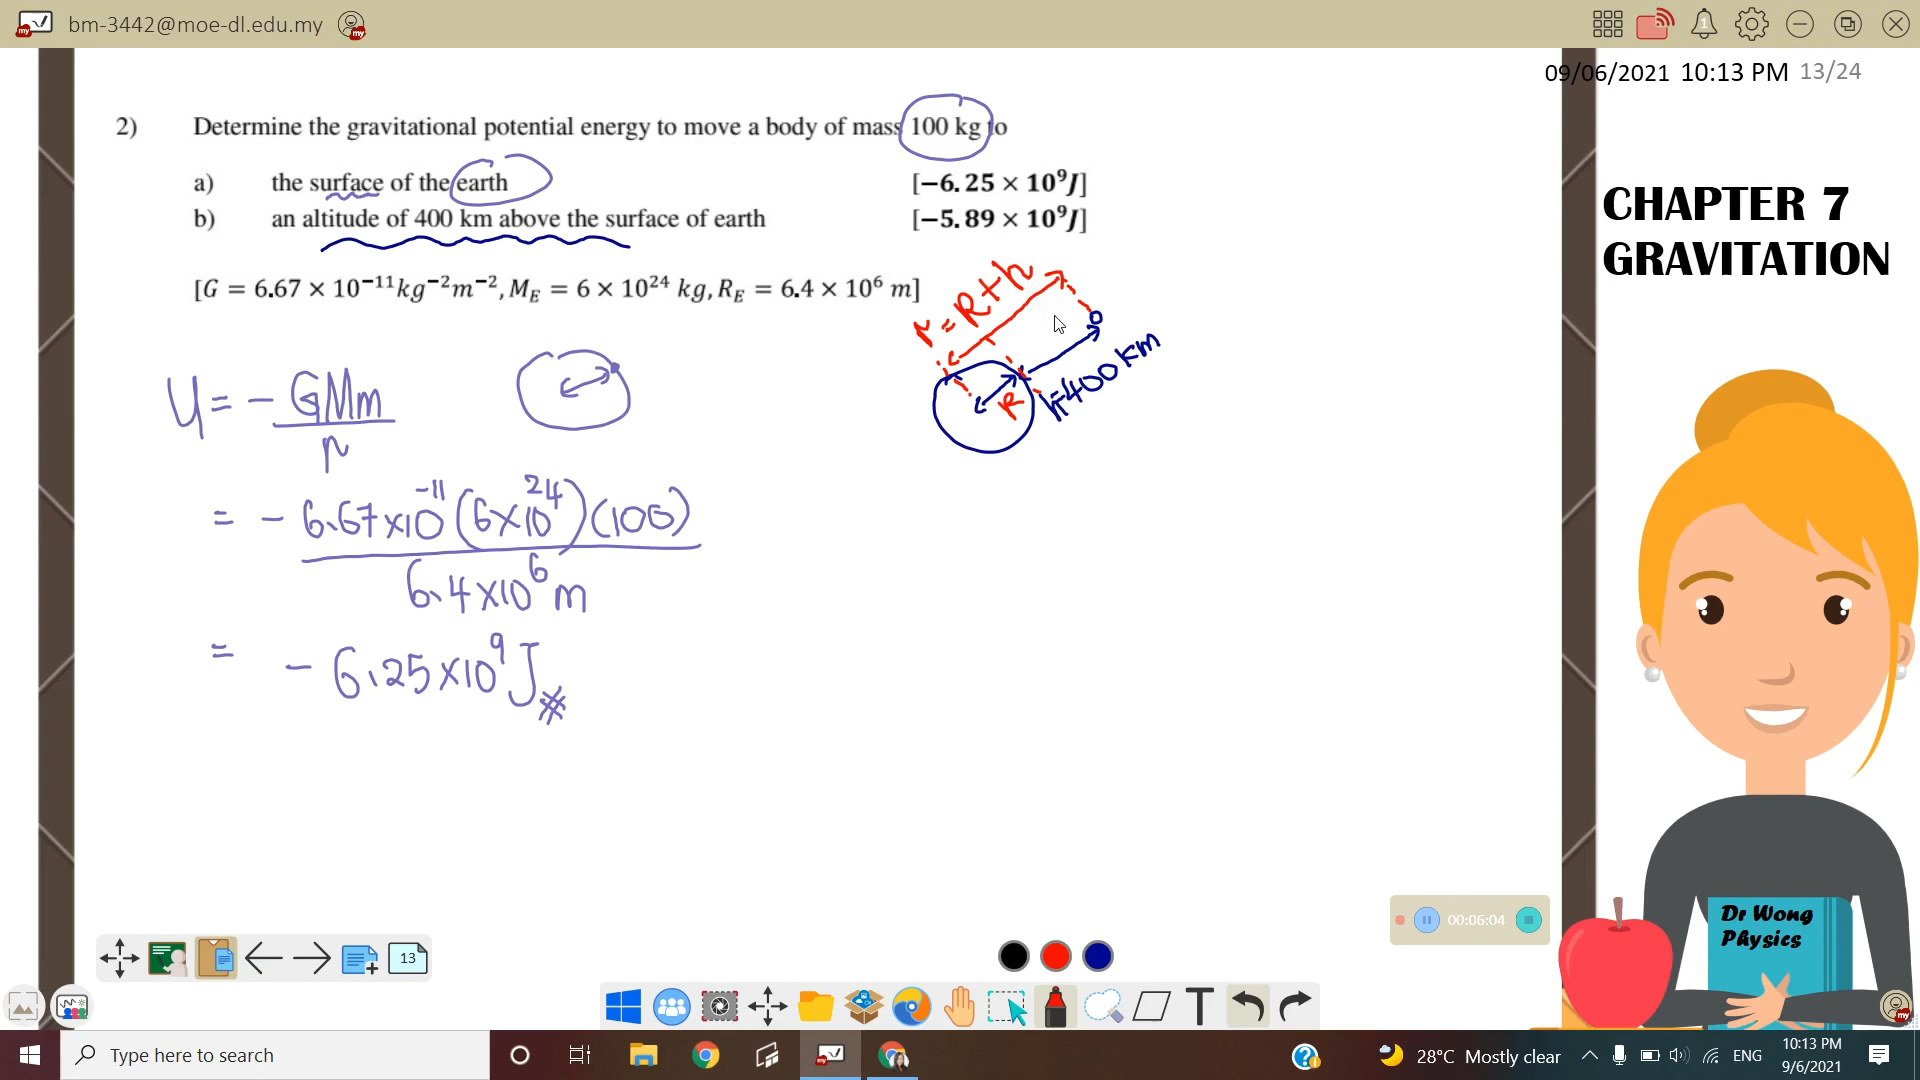 bm-3442@moe-dl.edu.my
1
09/06/2021 10:13 PM 13/24
2) Determine the gravitational potential energy to move a body of mass 100 kg to
a) the surface of the earth [−6.25 × 10⁹J]
b) an altitude of 400 km above the surface of earth [−5.89 × 10⁹J]
[G = 6.67 × 10⁻¹¹kg⁻²m⁻², M_E = 6 × 10²⁴ kg, R_E = 6.4 × 10⁶ m]
CHAPTER 7
GRAVITATION
r = R+h
R
h=400 km
U = - GMm
r
= - 6.67×10⁻¹¹ (6×10²⁴)(100)
6.4×10⁶ m
= - 6.25×10⁹ J #
Dr Wong
Physics
00:06:04
13
T
my
Type here to search
28°C Mostly clear
ENG
10:13 PM
9/6/2021